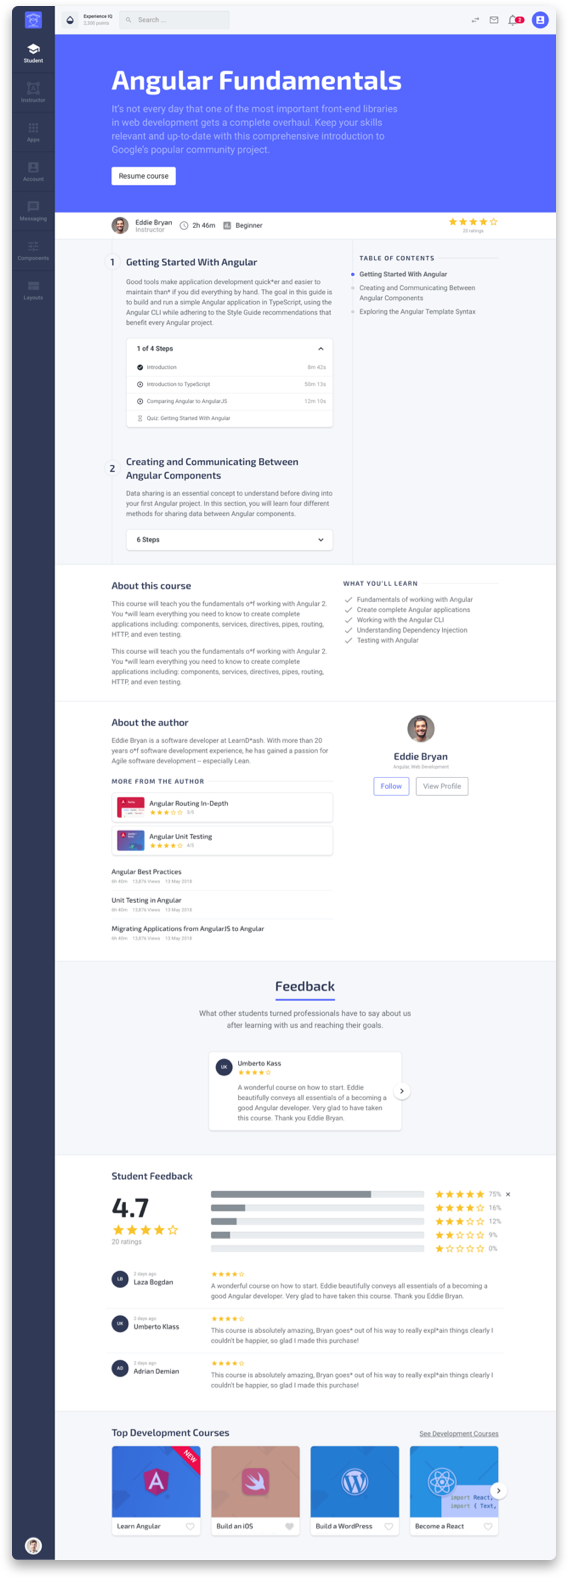 Experience IQ
2,300 points
Search ...
2
Student
Instructor
Apps
Account
Messaging
Components
Layouts
Angular Fundamentals
It's not every day that one of the most important front-end libraries
in web development gets a complete overhaul. Keep your skills
relevant and up-to-date with this comprehensive introduction to
Google's popular community project.
Resume course
Eddie Bryan
Instructor
2h 46m
Beginner
20 ratings
1
Getting Started With Angular
Good tools make application development quick*er and easier to
maintain than* if you did everything by hand. The goal in this guide is
to build and run a simple Angular application in TypeScript, using the
Angular CLI while adhering to the Style Guide recommendations that
benefit every Angular project.
1 of 4 Steps
Introduction 8m 42s
Introduction to TypeScript 50m 13s
Comparing Angular to AngularJS 12m 10s
Quiz: Getting Started With Angular
TABLE OF CONTENTS
Getting Started With Angular
Creating and Communicating Between
Angular Components
Exploring the Angular Template Syntax
2
Creating and Communicating Between
Angular Components
Data sharing is an essential concept to understand before diving into
your first Angular project. In this section, you will learn four different
methods for sharing data between Angular components.
6 Steps
About this course
This course will teach you the fundamentals o*f working with Angular 2.
You *will learn everything you need to know to create complete
applications including: components, services, directives, pipes, routing,
HTTP, and even testing.
This course will teach you the fundamentals o*f working with Angular 2.
You *will learn everything you need to know to create complete
applications including: components, services, directives, pipes, routing,
HTTP, and even testing.
WHAT YOU'LL LEARN
Fundamentals of working with Angular
Create complete Angular applications
Working with the Angular CLI
Understanding Dependency Injection
Testing with Angular
About the author
Eddie Bryan is a software developer at LearnD*ash. With more than 20
years o*f software development experience, he has gained a passion for
Agile software development – especially Lean.
Eddie Bryan
Angular, Web Development
Follow
View Profile
MORE FROM THE AUTHOR
Angular Routing In-Depth
3/5
Angular Unit Testing
4/5
Angular Best Practices
6h 40m 13,876 Views 13 May 2018
Unit Testing in Angular
6h 40m 13,876 Views 13 May 2018
Migrating Applications from AngularJS to Angular
6h 40m 13,876 Views 13 May 2018
Feedback
What other students turned professionals have to say about us
after learning with us and reaching their goals.
UK
Umberto Kass
A wonderful course on how to start. Eddie
beautifully conveys all essentials of a becoming a
good Angular developer. Very glad to have taken
this course. Thank you Eddie Bryan.
Student Feedback
4.7
20 ratings
75%
16%
12%
9%
0%
LB
2 days ago
Laza Bogdan
A wonderful course on how to start. Eddie beautifully conveys all essentials of a becoming a
good Angular developer. Very glad to have taken this course. Thank you Eddie Bryan.
UK
2 days ago
Umberto Klass
This course is absolutely amazing, Bryan goes* out of his way to really expl*ain things clearly I
couldn't be happier, so glad I made this purchase!
AD
2 days ago
Adrian Demian
This course is absolutely amazing, Bryan goes* out of his way to really expl*ain things clearly I
couldn't be happier, so glad I made this purchase!
Top Development Courses
See Development Courses
NEW
import React,
import { Text,
Learn Angular
Build an iOS
Build a WordPress
Become a React